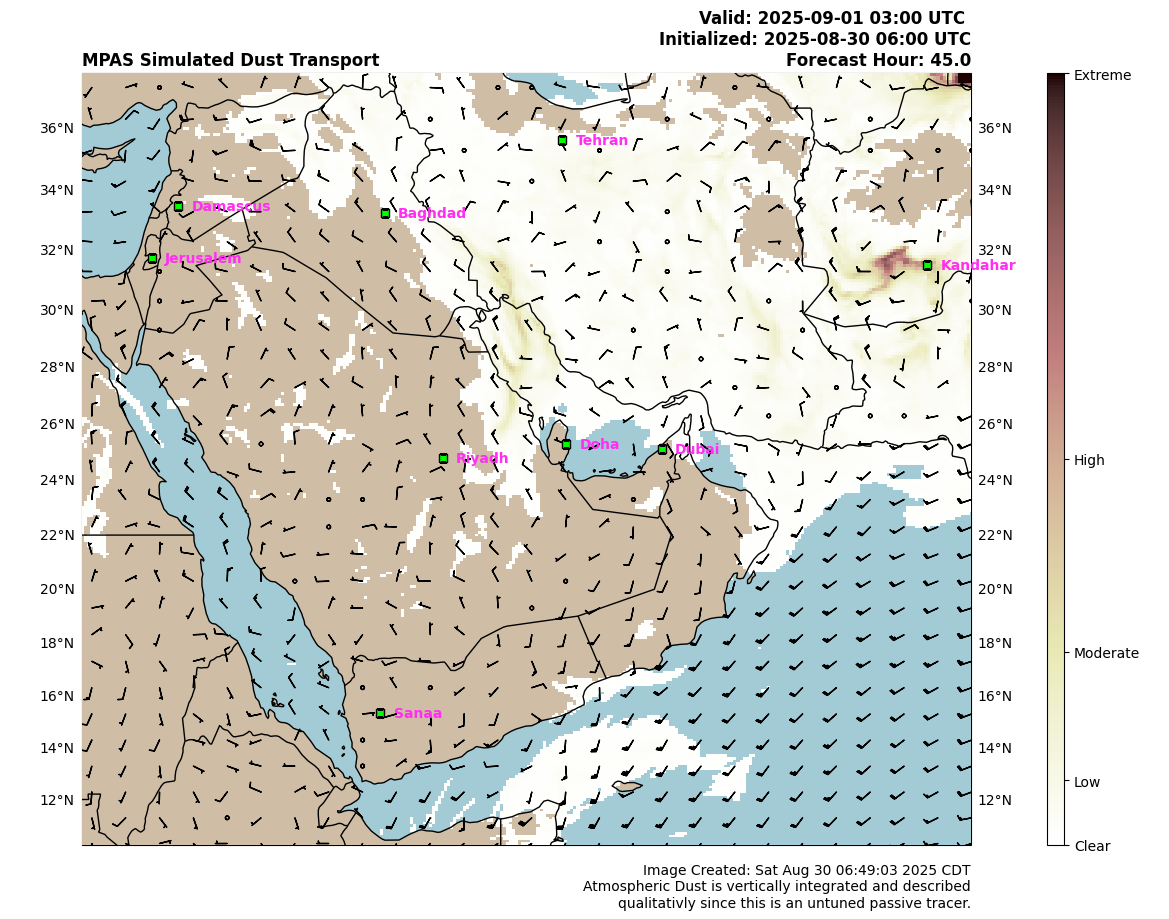 Valid: 2025-09-01 03:00 UTC
Initialized: 2025-08-30 06:00 UTC
MPAS Simulated Dust Transport Forecast Hour: 45.0
Extreme
36°N Tehran 36°N
34°N Damascus Baghdad 34°N
32°N Jerusalem Kandahar 32°N
30°N 30°N
28°N 28°N
26°N Doha Dubai 26°N
High
24°N Riyadh 24°N
22°N 22°N
20°N 20°N
18°N 18°N
Moderate
16°N Sanaa 16°N
14°N 14°N
Low
12°N 12°N
Clear
Image Created: Sat Aug 30 06:49:03 2025 CDT
Atmospheric Dust is vertically integrated and described
qualitativly since this is an untuned passive tracer.